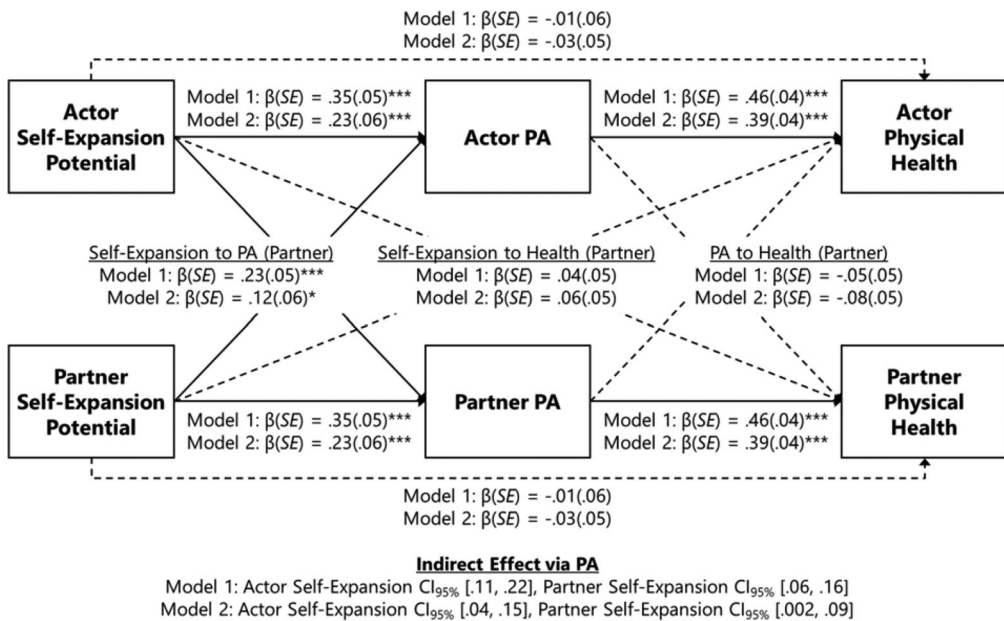 Model 1: β(SE) = -.01(.06)
Model 2: β(SE) = -.03(.05)
Actor
Self-Expansion
Potential
Model 1: β(SE) = .35(.05)***
Model 2: β(SE) = .23(.06)***
Actor PA
Model 1: β(SE) = .46(.04)***
Model 2: β(SE) = .39(.04)***
Actor
Physical
Health
Self-Expansion to PA (Partner)
Model 1: β(SE) = .23(.05)***
Model 2: β(SE) = .12(.06)*
Self-Expansion to Health (Partner)
Model 1: β(SE) = .04(.05)
Model 2: β(SE) = .06(.05)
PA to Health (Partner)
Model 1: β(SE) = -.05(.05)
Model 2: β(SE) = -.08(.05)
Partner
Self-Expansion
Potential
Model 1: β(SE) = .35(.05)***
Model 2: β(SE) = .23(.06)***
Partner PA
Model 1: β(SE) = .46(.04)***
Model 2: β(SE) = .39(.04)***
Partner
Physical
Health
Model 1: β(SE) = -.01(.06)
Model 2: β(SE) = -.03(.05)
Indirect Effect via PA
Model 1: Actor Self-Expansion CI95% [.11, .22], Partner Self-Expansion CI95% [.06, .16]
Model 2: Actor Self-Expansion CI95% [.04, .15], Partner Self-Expansion CI95% [.002, .09]